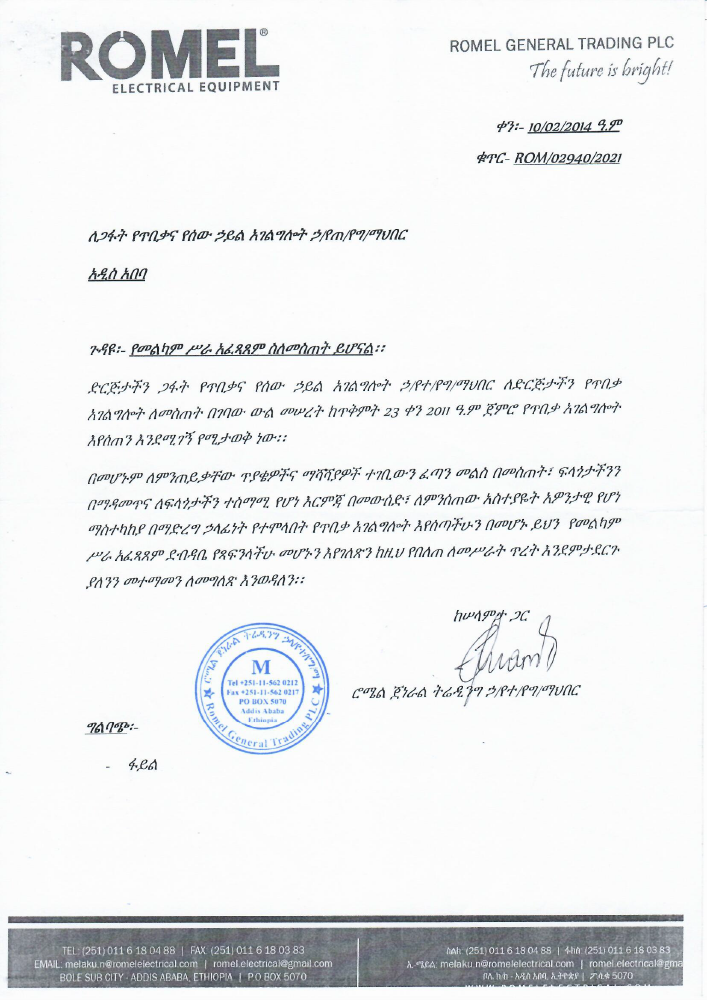 ROMEL®
ELECTRICAL EQUIPMENT
ROMEL GENERAL TRADING PLC
The future is bright!
ቀን፡- 10/02/2014 ዓ.ም
ቁጥር- ROM/02940/2021
ለጋፋት የጥበቃና የሰው ኃይል አገልግሎት ኃ/የጠ/የግ/ማህበር
አዲስ አበባ
ጉዳዩ፡- የመልካም ሥራ አፈጻጸም ስለመስጠት ይሆናል፡፡
ድርጅታችን ጋፋት የጥበቃና የሰው ኃይል አገልግሎት ኃ/የተ/የግ/ማህበር ለድርጅታችን የጥበቃ
አገልግሎት ለመስጠት በገባው ውል መሠረት ከጥቅምት 23 ቀን 2011 ዓ.ም ጀምሮ የጥበቃ አገልግሎት
እየሰጠን እንደሚገኝ የሚታወቅ ነው፡፡
በመሆኑም ለምንጠይቃቸው ጥያቄዎችና ማሻሻያዎች ተገቢውን ፈጣን መልስ በመስጠት፣ ፍላጎታችንን
በማዳመጥና ለፍላጎታችን ተስማሚ የሆነ እርምጃ በመውሰድ፣ ለምንሰጠው አስተያዬት አዎንታዊ የሆነ
ማስተካከያ በማድረግ ኃላፊነት የተሞላበት የጥበቃ አገልግሎት እየሰጣችሁን በመሆኑ ይህን የመልካም
ሥራ አፈጻጸም ደብዳቤ የጻፍንላችሁ መሆኑን እየገለጽን ከዚህ የበለጠ ለመሥራት ጥረት እንደምታደርጉ
ያለንን መተማመን ለመግለጽ እንወዳለን፡፡
ከሠላምታ ጋር
ሮሜል ጀነራል ትሬዲንግ ኃ/የተ/የግ/ማህበር
ሮሜል ጀነራል ትሬዲንግ
M
Tel +251-11-562 0212
Fax +251-11-562 0217
PO BOX 5070
Addis Ababa
Ethiopia
Romel General Trading PLC
ግልባጭ፡-
- ፋይል
TEL: (251) 011 6 18 04 88 | FAX (251) 011 6 18 03 83
EMAIL. melaku.n@romelelectrical.com | romel.electrical@gmail.com
BOLE SUB CITY - ADDIS ABABA, ETHIOPIA | P O BOX 5070
ስልክ: (251) 011 6 18 04 88 | ፋክስ: (251) 011 6 18 03 83
ኢ.ሜይል: melaku.n@romelelectrical.com | romel.electrical@gma
ቦሌ ክ/ከ - አዲስ አበባ, ኢትዮጵያ | ፖ.ሳ.ቁ 5070